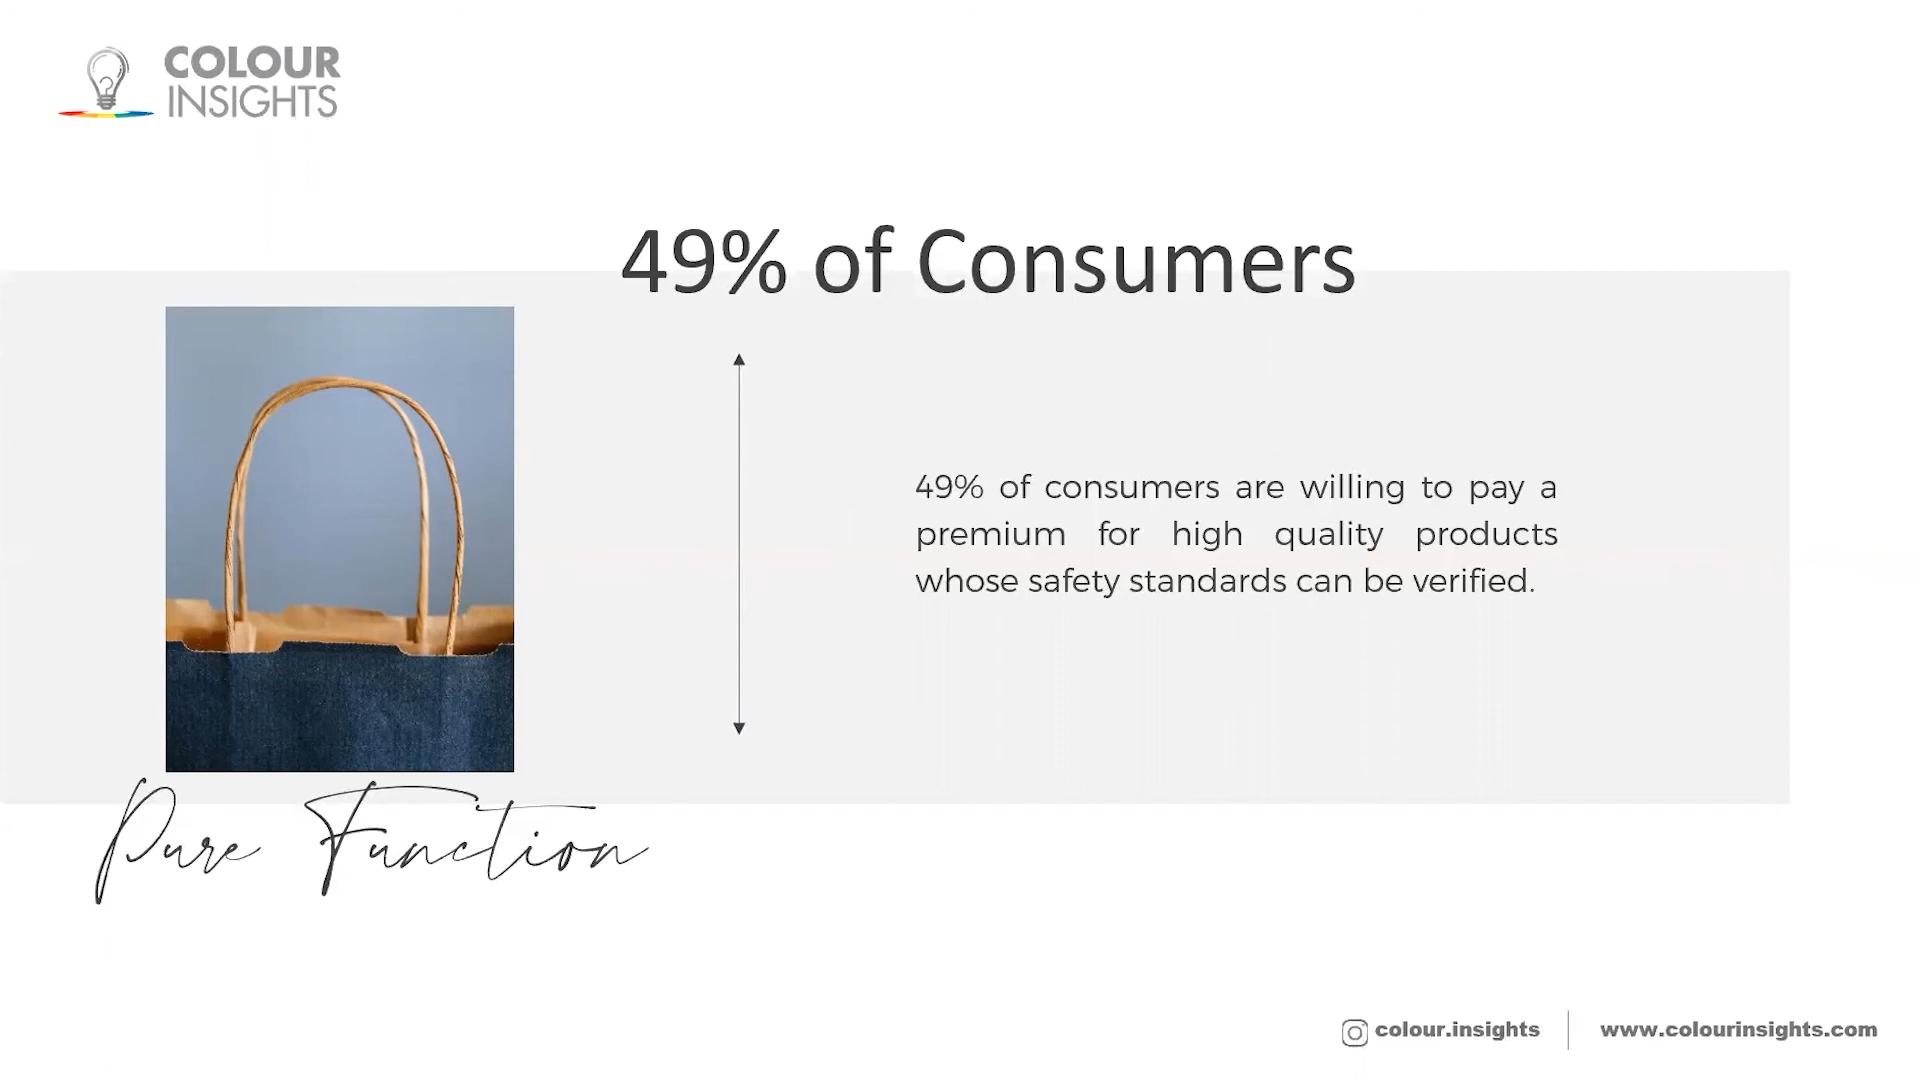 COLOUR
INSIGHTS
49% of Consumers
49% of consumers are willing to pay a
premium for high quality products
whose safety standards can be verified.
Pure Function
colour.insights
www.colourinsights.com